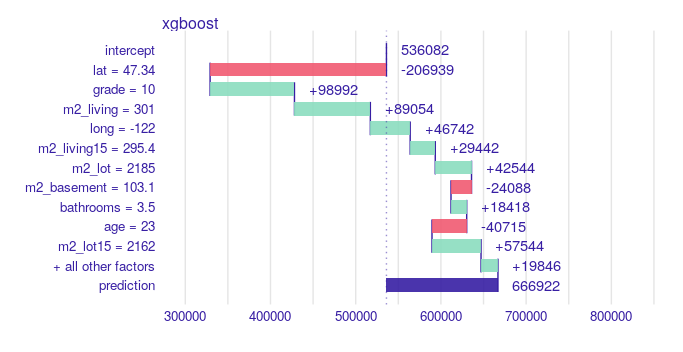 xgboost
intercept 536082
lat = 47.34 -206939
grade = 10 +98992
m2_living = 301 +89054
long = -122 +46742
m2_living15 = 295.4 +29442
m2_lot = 2185 +42544
m2_basement = 103.1 -24088
bathrooms = 3.5 +18418
age = 23 -40715
m2_lot15 = 2162 +57544
+ all other factors +19846
prediction 666922
300000 400000 500000 600000 700000 800000